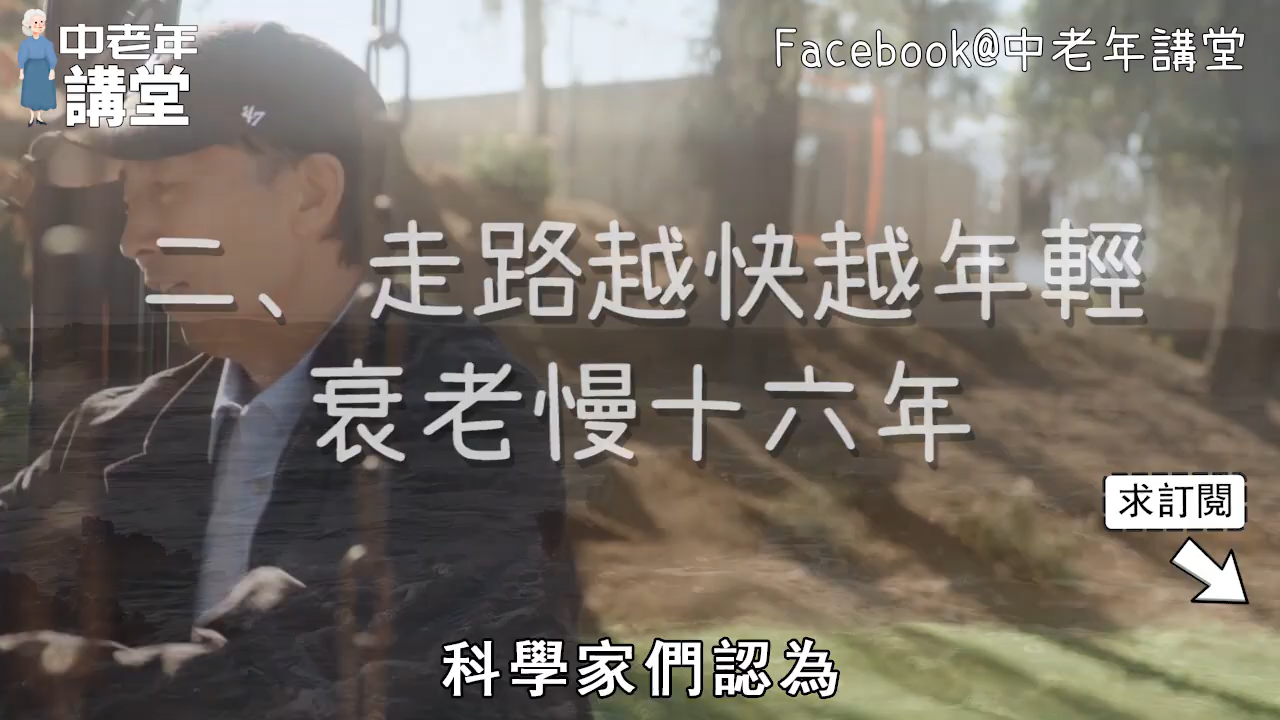 中老年
講堂
Facebook@中老年講堂
二、走路越快越年輕
衰老慢十六年
求訂閱
科學家們認為